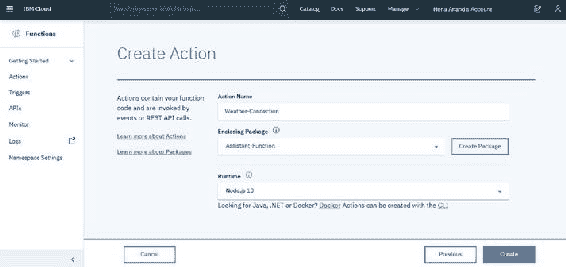 IBM Cloud
Catalog
Docs
Support
Manage
Account
Functions
Getting Started
Actions
Triggers
APIs
Monitor
Logs
Namespace Settings
Create Action
Actions contain your function
code and are invoked by
events or REST API calls.
Learn more about Actions
Learn more about Packages
Action Name
Weather-Connection
Enclosing Package
Assistant-Function
Create Package
Runtime
Node.js 10
Looking for Java, .NET or Docker? Docker Actions can be created with the CLI
Cancel
Previous
Create